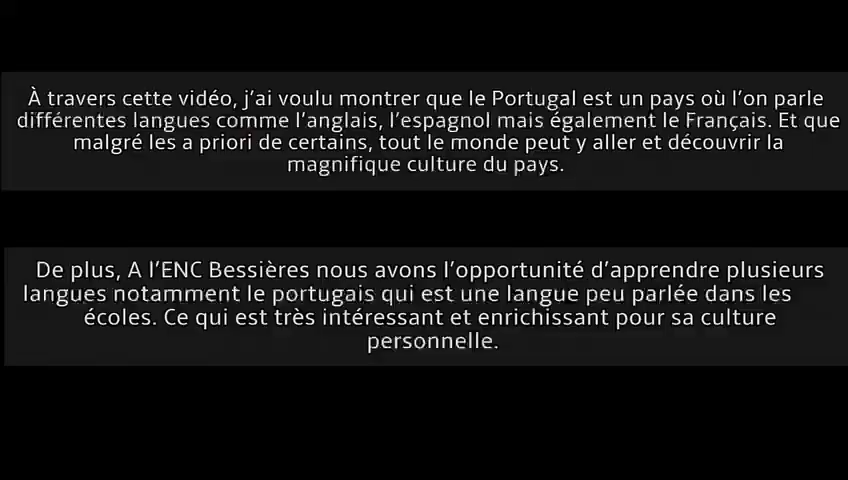 À travers cette vidéo, j’ai voulu montrer que le Portugal est un pays où l’on parle
différentes langues comme l’anglais, l’espagnol mais également le Français. Et que
malgré les a priori de certains, tout le monde peut y aller et découvrir la
magnifique culture du pays.
De plus, A l’ENC Bessières nous avons l’opportunité d’apprendre plusieurs
langues notamment le portugais qui est une langue peu parlée dans les
écoles. Ce qui est très intéressant et enrichissant pour sa culture
personnelle.